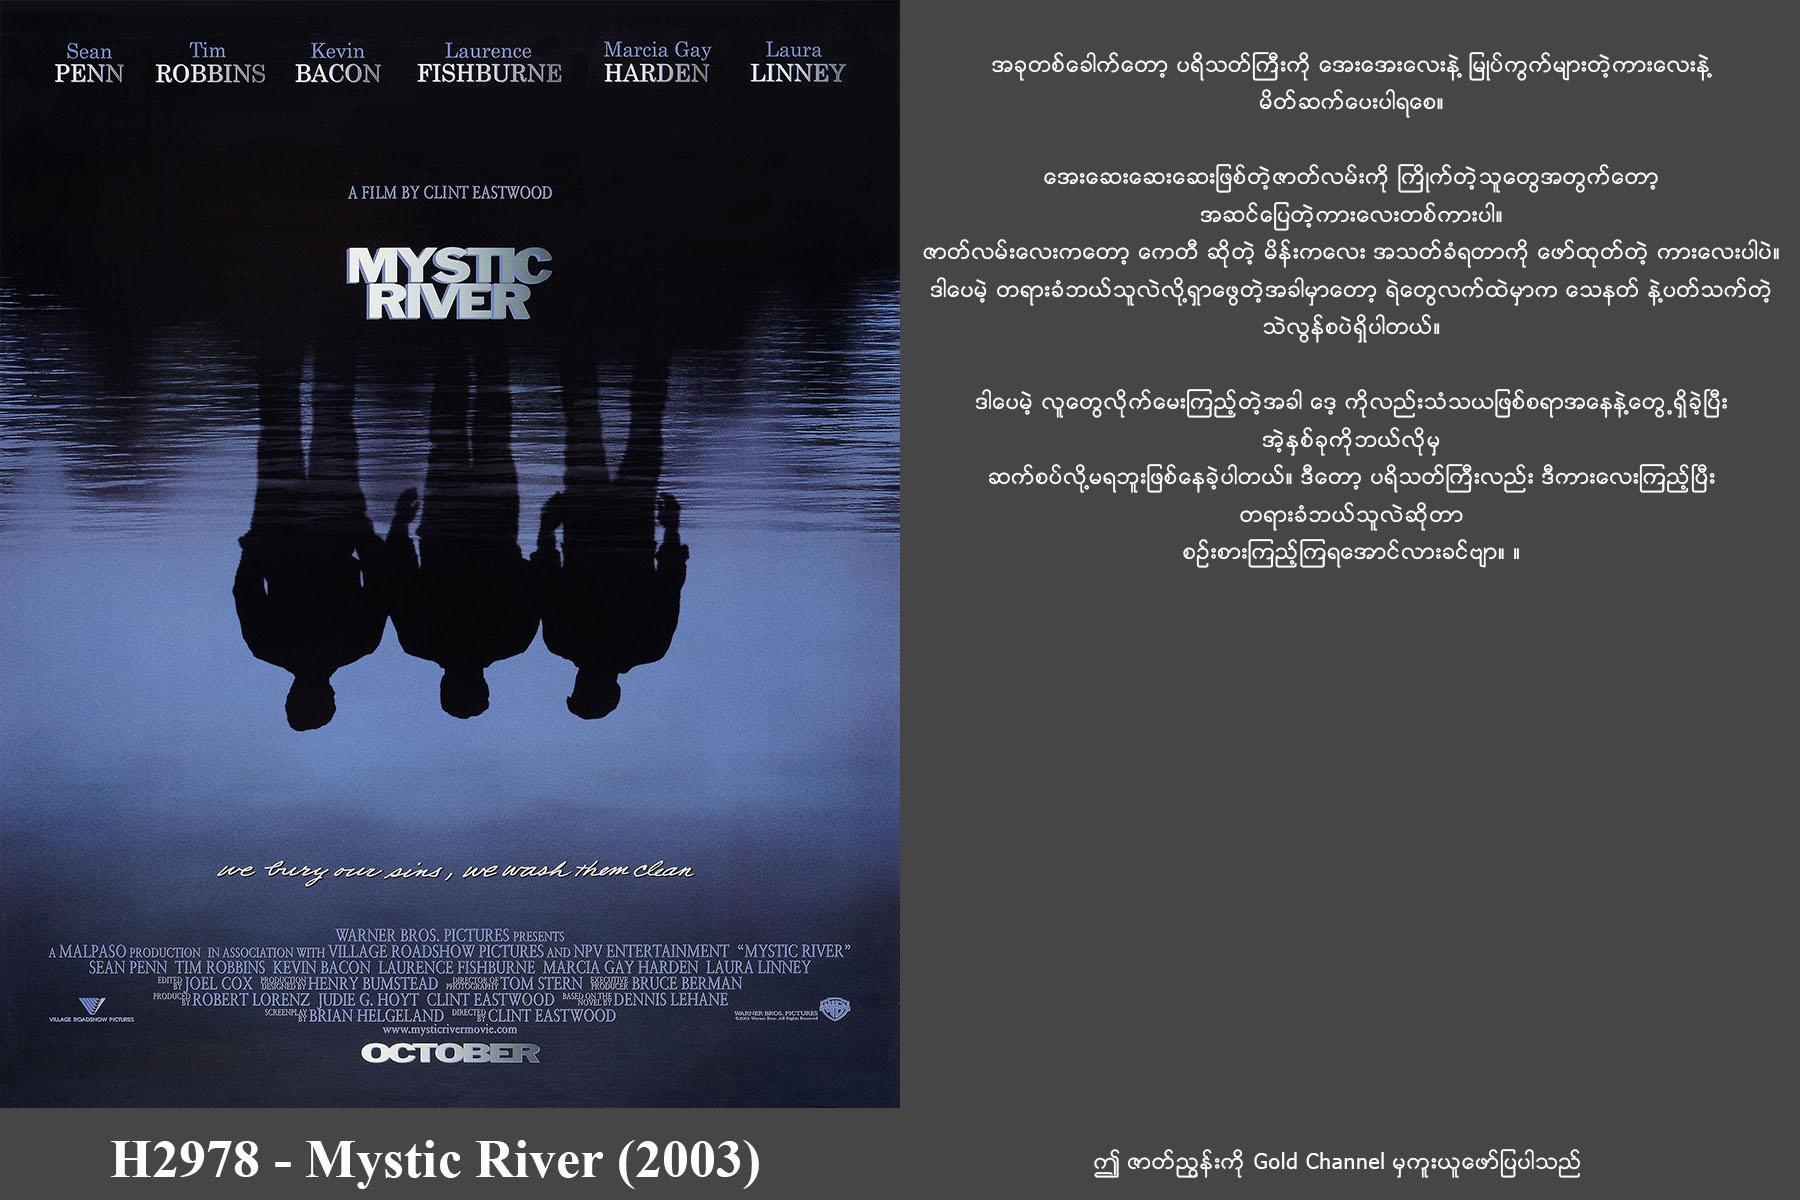 Sean PENN
Tim ROBBINS
Kevin BACON
Laurence FISHBURNE
Marcia Gay HARDEN
Laura LINNEY
A FILM BY CLINT EASTWOOD
MYSTIC
RIVER
we bury our sins, we wash them clean
WARNER BROS. PICTURES PRESENTS
A MALPASO PRODUCTION IN ASSOCIATION WITH VILLAGE ROADSHOW PICTURES AND NPV ENTERTAINMENT “MYSTIC RIVER”
SEAN PENN TIM ROBBINS KEVIN BACON LAURENCE FISHBURNE MARCIA GAY HARDEN LAURA LINNEY
EDITED BY JOEL COX PRODUCTION DESIGNED BY HENRY BUMSTEAD DIRECTOR OF PHOTOGRAPHY TOM STERN EXECUTIVE PRODUCER BRUCE BERMAN
PRODUCED BY ROBERT LORENZ JUDIE G. HOYT CLINT EASTWOOD BASED ON THE NOVEL BY DENNIS LEHANE
SCREENPLAY BY BRIAN HELGELAND DIRECTED BY CLINT EASTWOOD
VILLAGE ROADSHOW PICTURES
WARNER BROS. PICTURES
©2003 Warner Bros. All Rights Reserved
www.mysticrivermovie.com
OCTOBER
H2978 - Mystic River (2003)
အခုတစ်ခေါက်တော့ ပရိသတ်ကြီးကို အေးအေးလေးနဲ့ မြုပ်ကွက်များတဲ့ကားလေးနဲ့
မိတ်ဆက်ပေးပါရစေ။
အေးဆေးဆေးဆေးဖြစ်တဲ့ဇာတ်လမ်းကို ကြိုက်တဲ့သူတွေအတွက်တော့
အဆင်ပြေတဲ့ကားလေးတစ်ကားပါ။
ဇာတ်လမ်းလေးကတော့ ကေတီ ဆိုတဲ့ မိန်းကလေး အသတ်ခံရတာကို ဖော်ထုတ်တဲ့ ကားလေးပါပဲ။
ဒါပေမဲ့ တရားခံဘယ်သူလဲလို့ရှာဖွေတဲ့အခါမှာတော့ ရဲတွေလက်ထဲမှာက သေနတ် နဲ့ပတ်သက်တဲ့
သဲလွန်စပဲရှိပါတယ်။
ဒါပေမဲ့ လူတွေလိုက်မေးကြည့်တဲ့အခါ ဒေ့ ကိုလည်းသံသယဖြစ်စရာအနေနဲ့တွေ့ရှိခဲ့ပြီး
အဲ့နှစ်ခုကိုဘယ်လိုမှ
ဆက်စပ်လို့မရဘူးဖြစ်နေခဲ့ပါတယ်။ ဒီတော့ ပရိသတ်ကြီးလည်း ဒီကားလေးကြည့်ပြီး
တရားခံဘယ်သူလဲဆိုတာ
စဉ်းစားကြည့်ကြရအောင်လားခင်ဗျာ။ ။
ဤ ဇာတ်ညွှန်းကို Gold Channel မှကူးယူဖော်ပြပါသည်